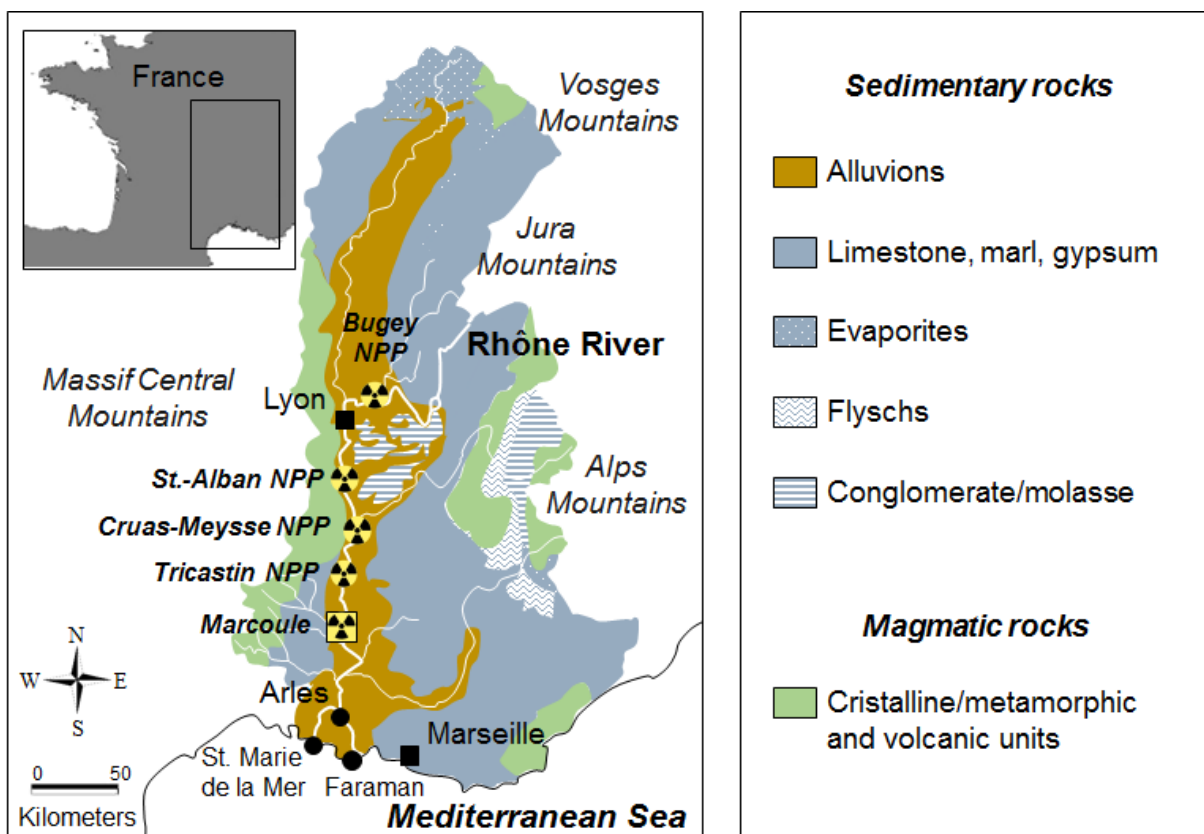 France
Vosges
Mountains
Jura
Mountains
Bugey
NPP
Rhône River
Massif Central
Mountains
Lyon
St.-Alban NPP
Alps
Mountains
Cruas-Meysse NPP
Tricastin NPP
Marcoule
N
W E
S
Arles
Marseille
St. Marie
de la Mer
Faraman
0 50
Kilometers
Mediterranean Sea
Sedimentary rocks
Alluvions
Limestone, marl, gypsum
Evaporites
Flyschs
Conglomerate/molasse
Magmatic rocks
Cristalline/metamorphic
and volcanic units